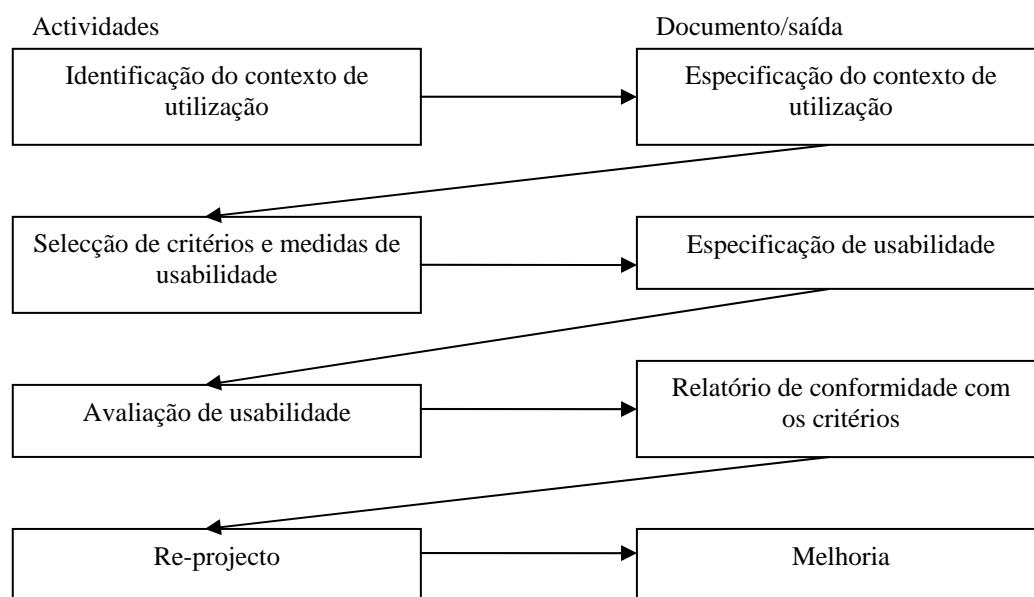 Actividades
Documento/saída
Identificação do contexto de
utilização
Especificação do contexto de
utilização
Selecção de critérios e medidas de
usabilidade
Especificação de usabilidade
Avaliação de usabilidade
Relatório de conformidade com
os critérios
Re-projecto
Melhoria